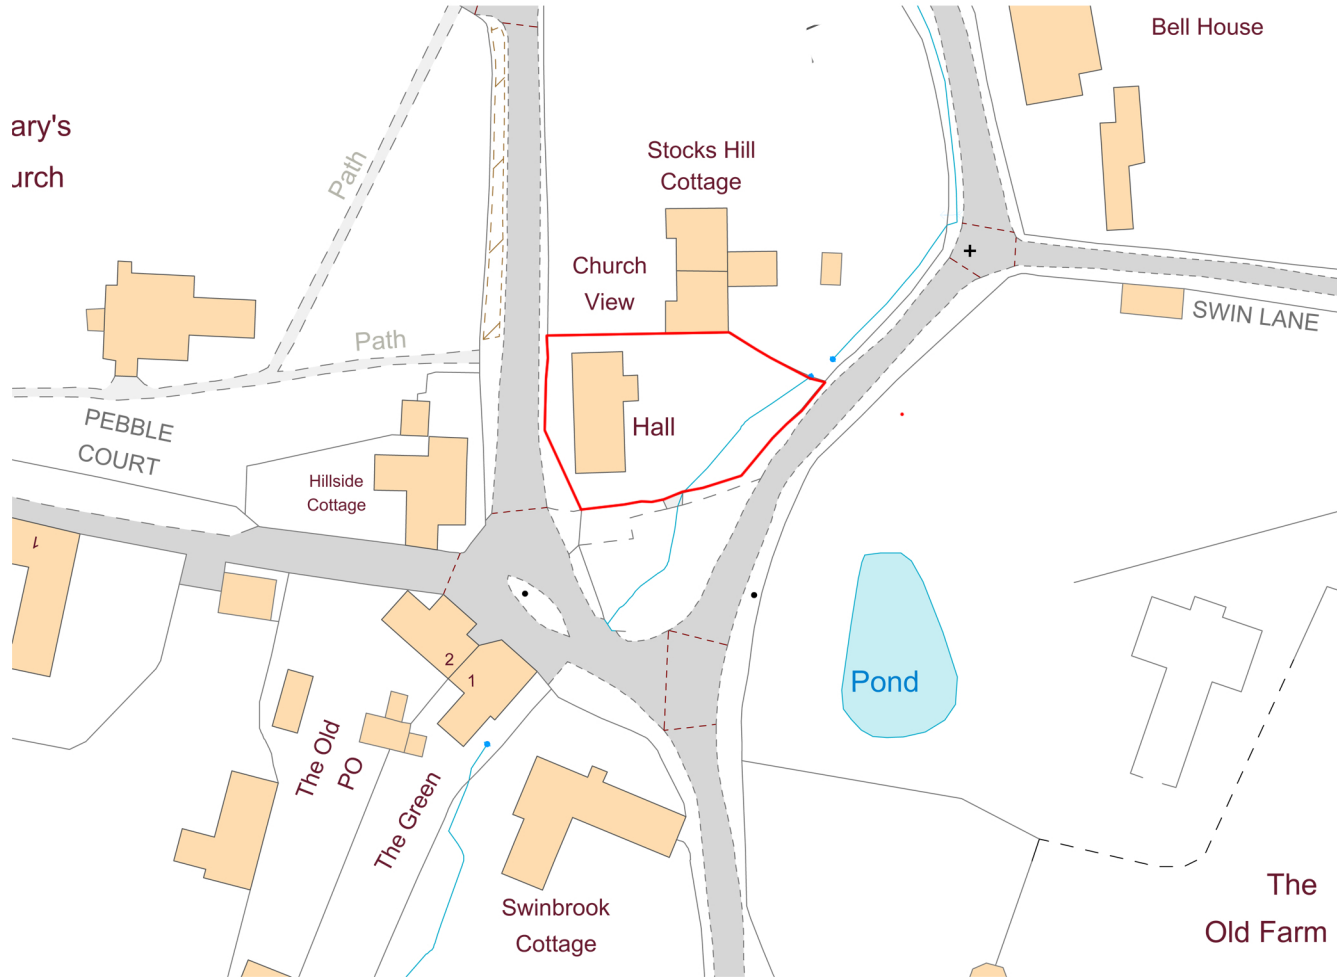 Bell House
ary's
urch
Path
Stocks Hill
Cottage
Church
View
SWIN LANE
Path
PEBBLE
COURT
Hall
Hillside
Cottage
1
2
1
Pond
The Old
PO
The Green
Swinbrook
Cottage
The
Old Farm